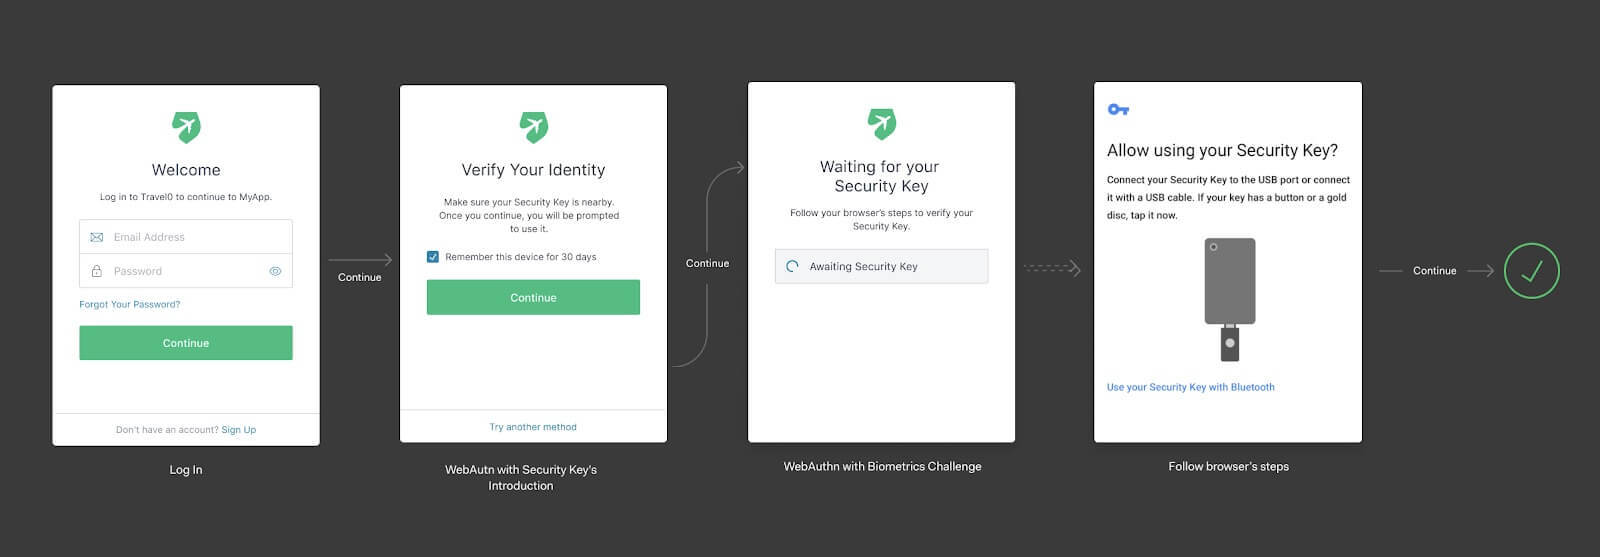 Welcome
Log in to Travel0 to continue to MyApp.
Email Address
Password
Forgot Your Password?
Continue
Don't have an account? Sign Up
Log In
Continue
Verify Your Identity
Make sure your Security Key is nearby.
Once you continue, you will be prompted
to use it.
Remember this device for 30 days
Continue
Try another method
WebAutn with Security Key's
Introduction
Continue
Waiting for your
Security Key
Follow your browser's steps to verify your
Security Key.
Awaiting Security Key
WebAuthn with Biometrics Challenge
Allow using your Security Key?
Connect your Security Key to the USB port or connect
it with a USB cable. If your key has a button or a gold
disc, tap it now.
Use your Security Key with Bluetooth
Follow browser's steps
Continue